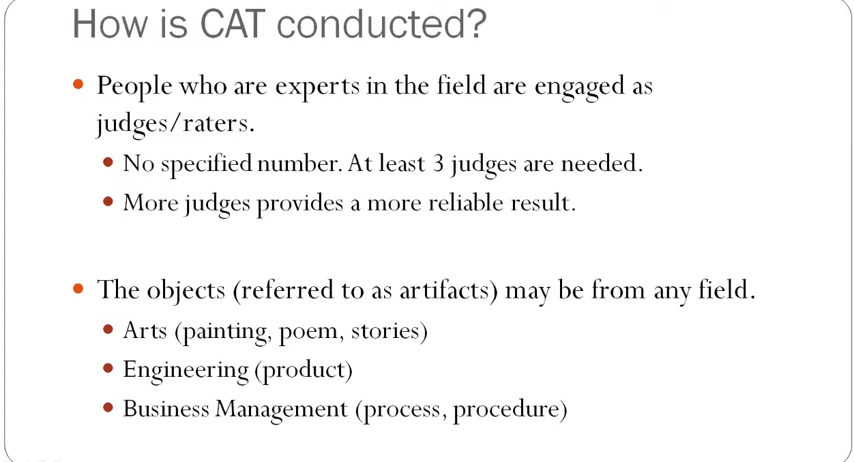 How is CAT conducted?
• People who are experts in the field are engaged as
judges/raters.
• No specified number. At least 3 judges are needed.
• More judges provides a more reliable result.
• The objects (referred to as artifacts) may be from any field.
• Arts (painting, poem, stories)
• Engineering (product)
• Business Management (process, procedure)